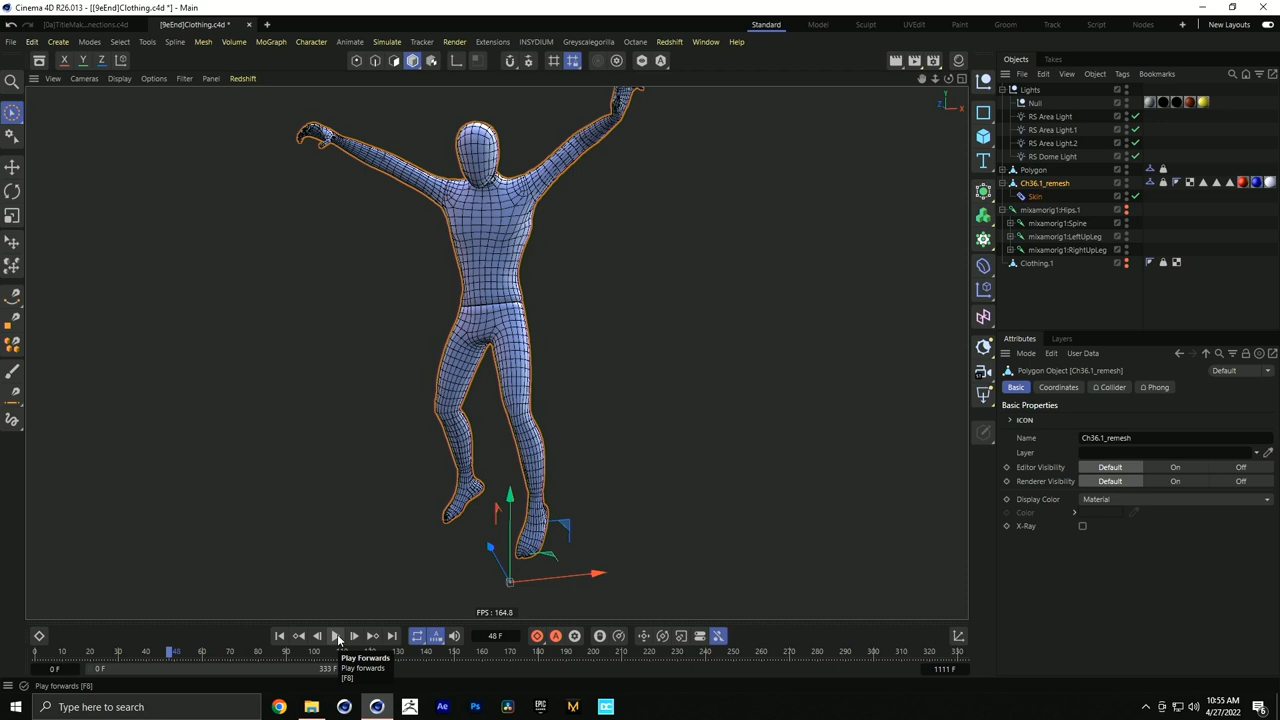 Cinema 4D R26.013 - [[9eEnd]Clothing.c4d *] - Main
[0a]TitleMak...nections.c4d
[9eEnd]Clothing.c4d *
Standard
Model
Sculpt
UVEdit
Paint
Groom
Track
Script
Nodes
New Layouts
File Edit Create Modes Select Tools Spline Mesh Volume MoGraph Character Animate Simulate Tracker Render Extensions INSYDIUM Greyscalegorilla Octane Redshift Window Help
X Y Z
Objects Takes
View Cameras Display Options Filter Panel Redshift
File Edit View Object Tags Bookmarks
Lights
Null
RS Area Light
RS Area Light.1
RS Area Light.2
RS Dome Light
Polygon
Ch36.1_remesh
Skin
mixamorig1:Hips.1
mixamorig1:Spine
mixamorig1:LeftUpLeg
mixamorig1:RightUpLeg
Clothing.1
Y
Z
X
Attributes Layers
Mode Edit User Data
Polygon Object [Ch36.1_remesh]
Default
Basic Coordinates Collider Phong
Basic Properties
ICON
Name Ch36.1_remesh
Layer
Editor Visibility Default On Off
Renderer Visibility Default On Off
Display Color Material
Color
X-Ray
FPS : 164.8
48 F
0 10 20 30 40 48 60 70 80 90 100 110 120 130 140 150 160 170 180 190 200 210 220 230 240 250 260 270 280 290 300 310 320 330
Play Forwards
Play forwards
[F8]
0 F
0 F
333 F
1111 F
Play forwards [F8]
Type here to search
Ae
Ps
EPIC
M
DC
10:55 AM
4/27/2022